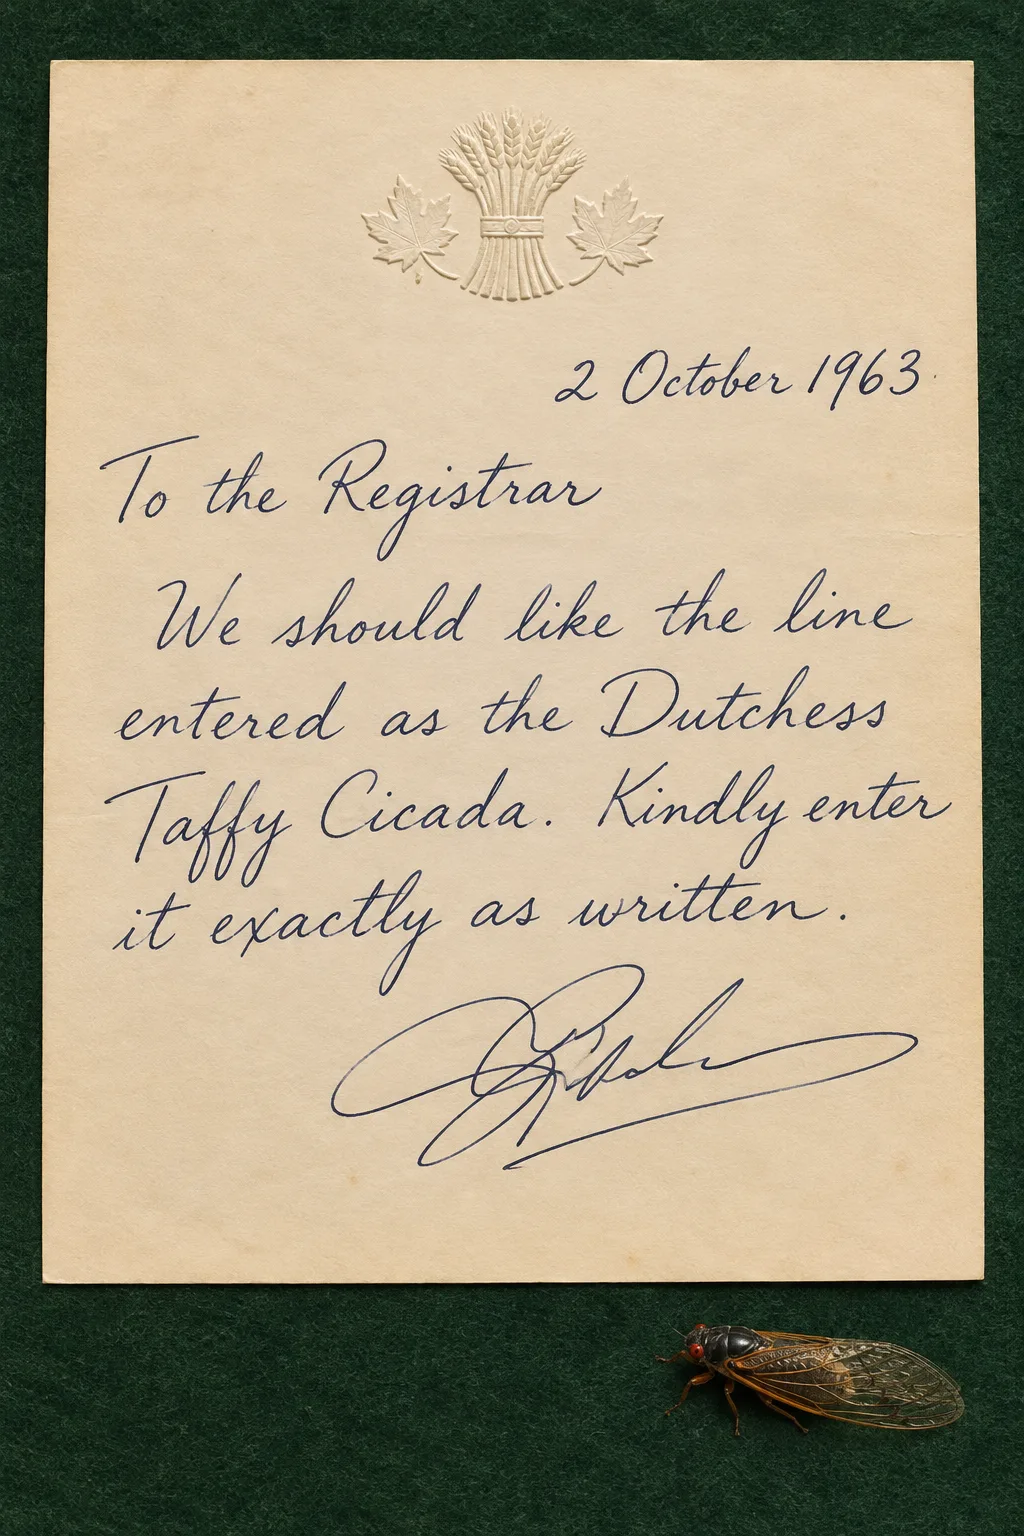 2 October 1963
To the Registrar
We should like the line
entered as the Dutchess
Taffy Cicada. Kindly enter
it exactly as written.